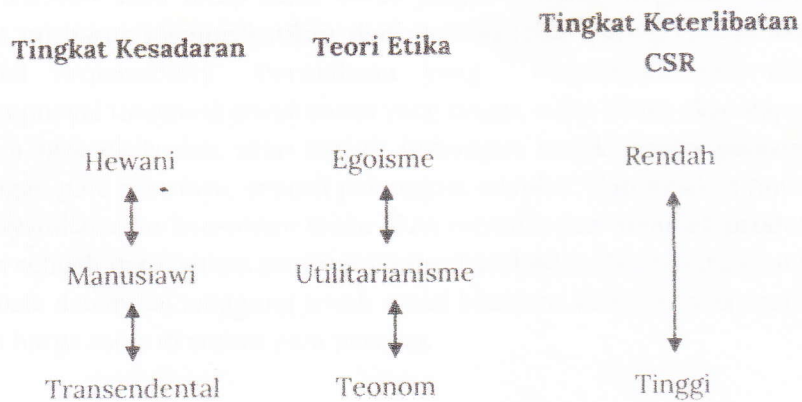 Tingkat Kesadaran
Teori Etika
Tingkat Keterlibatan
CSR
Hewani
Egoisme
Rendah
Manusiawi
Utilitarianisme
Transendental
Teonom
Tinggi